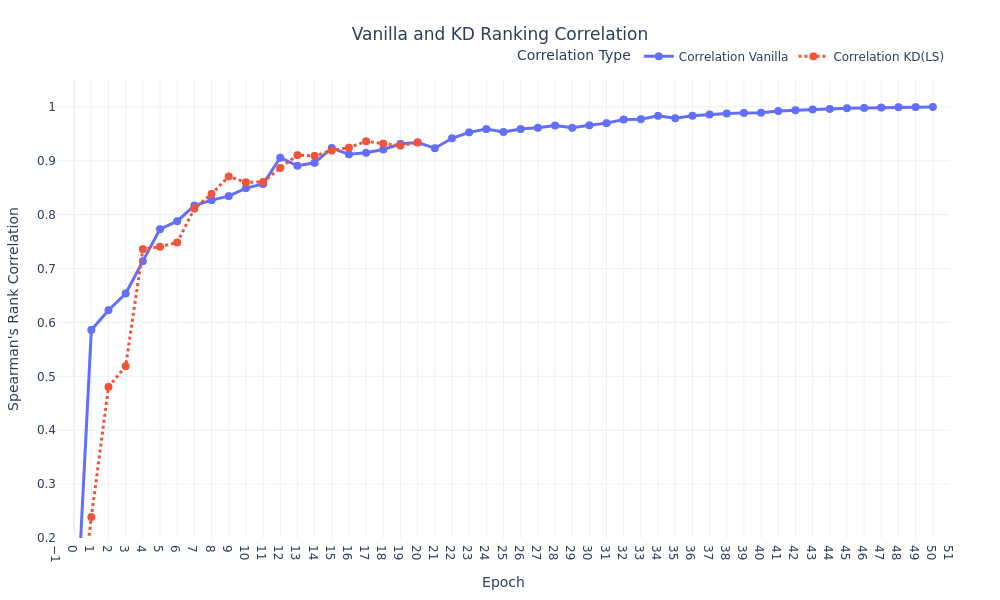 Vanilla and KD Ranking Correlation
Correlation Type Correlation Vanilla Correlation KD(LS)
Spearman's Rank Correlation
1
0.9
0.8
0.7
0.6
0.5
0.4
0.3
0.2
−1 0 1 2 3 4 5 6 7 8 9 10 11 12 13 14 15 16 17 18 19 20 21 22 23 24 25 26 27 28 29 30 31 32 33 34 35 36 37 38 39 40 41 42 43 44 45 46 47 48 49 50 51
Epoch